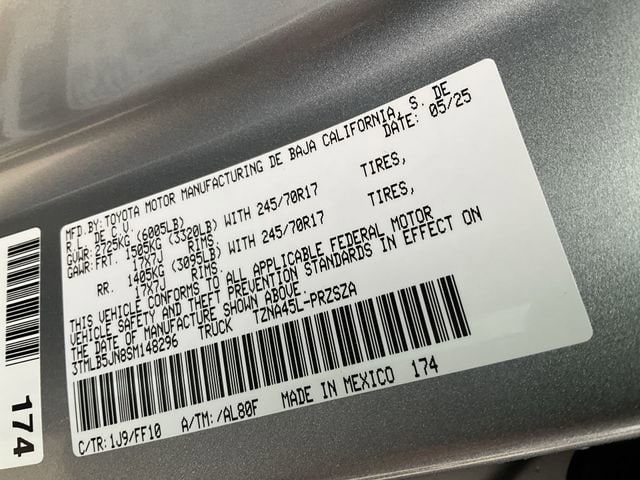 MFD.BY: TOYOTA MOTOR MANUFACTURING DE BAJA CALIFORNIA, S. DE
R.L. DE C.V. DATE: 05/25
GVWR: 2725KG (6005LB)
GAWR: FRT. 1505KG (3320LB) WITH 245/70R17 TIRES,
17X7J RIMS.
RR. 1405KG (3095LB) WITH 245/70R17 TIRES,
17X7J RIMS.
THIS VEHICLE CONFORMS TO ALL APPLICABLE FEDERAL MOTOR
VEHICLE SAFETY AND THEFT PREVENTION STANDARDS IN EFFECT ON
THE DATE OF MANUFACTURE SHOWN ABOVE.
3TMLB5JN8SM148296 TRUCK TZNA45L-PRZSZA
C/TR: 1J9/FF10 A/TM: /AL80F MADE IN MEXICO 174
174